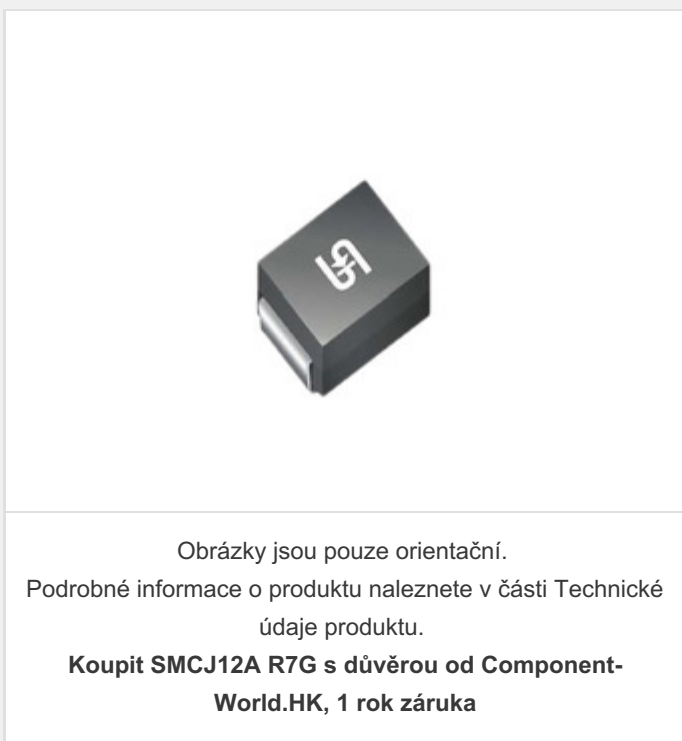 Obrázky jsou pouze orientační.
Podrobné informace o produktu naleznete v části Technické
údaje produktu.
Koupit SMCJ12A R7G s důvěrou od Component-
World.HK, 1 rok záruka